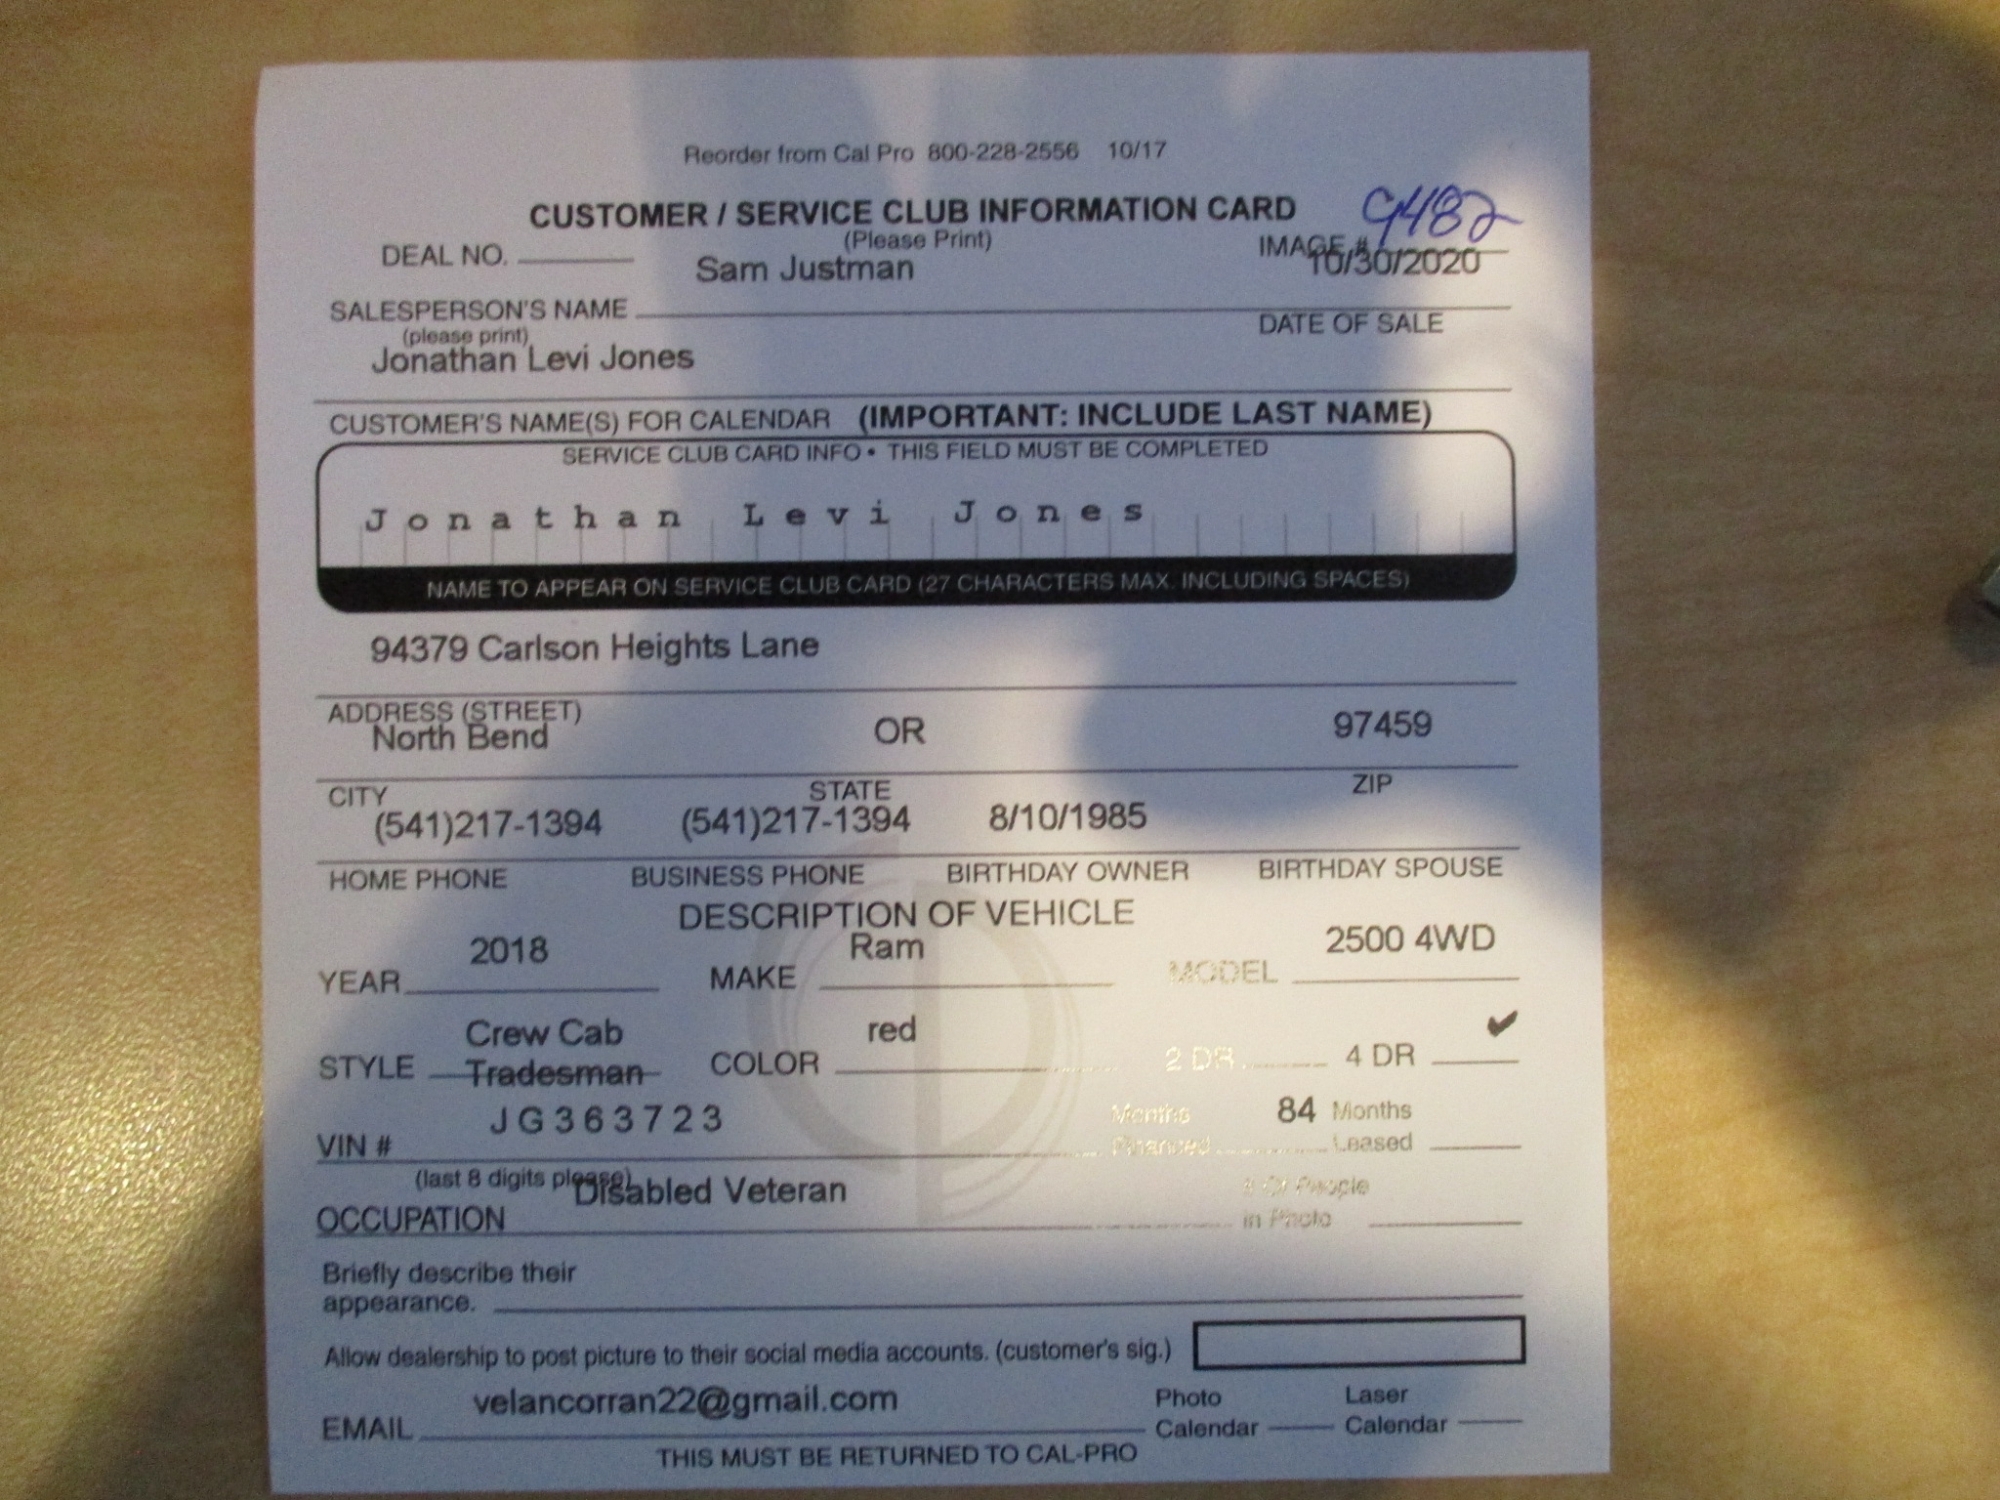 Reorder from Cal Pro 800-228-2556 10/17
CUSTOMER / SERVICE CLUB INFORMATION CARD 9482
(Please Print)
DEAL NO. IMAGE #
Sam Justman 10/30/2020
SALESPERSON'S NAME DATE OF SALE
(please print)
Jonathan Levi Jones
CUSTOMER'S NAME(S) FOR CALENDAR (IMPORTANT: INCLUDE LAST NAME)
SERVICE CLUB CARD INFO • THIS FIELD MUST BE COMPLETED
Jonathan Levi Jones
NAME TO APPEAR ON SERVICE CLUB CARD (27 CHARACTERS MAX. INCLUDING SPACES)
94379 Carlson Heights Lane
ADDRESS (STREET)
North Bend OR 97459
CITY STATE ZIP
(541)217-1394 (541)217-1394 8/10/1985
HOME PHONE BUSINESS PHONE BIRTHDAY OWNER BIRTHDAY SPOUSE
DESCRIPTION OF VEHICLE
2018 Ram 2500 4WD
YEAR MAKE MODEL
Crew Cab red ✔
STYLE Tradesman COLOR 2 DR 4 DR
JG363723 Months 84 Months
VIN # Financed Leased
(last 8 digits please) Disabled Veteran # Of People
OCCUPATION in Photo
Briefly describe their
appearance.
Allow dealership to post picture to their social media accounts. (customer's sig.)
velancorran22@gmail.com Photo Laser
EMAIL Calendar Calendar
THIS MUST BE RETURNED TO CAL-PRO